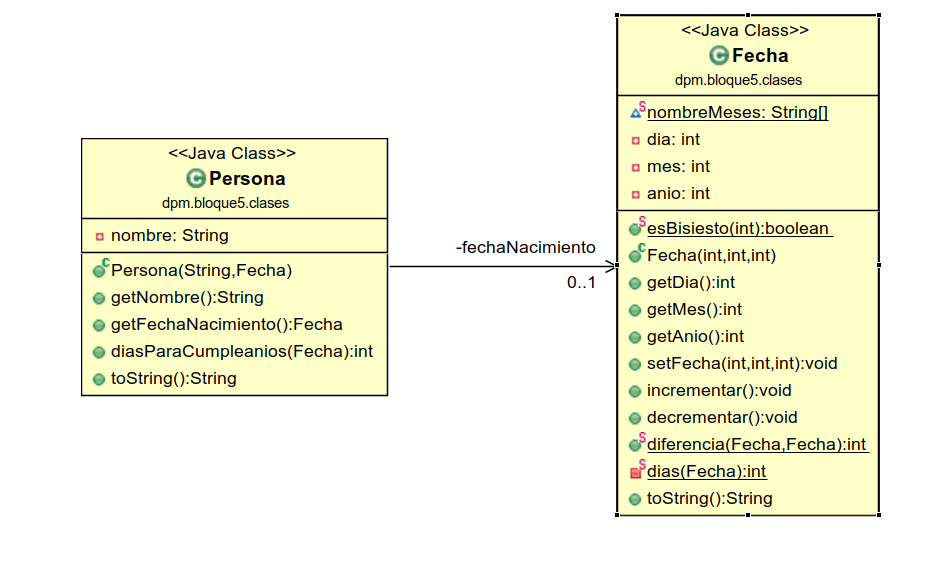 <<Java Class>>
Persona
dpm.bloque5.clases
nombre: String
Persona(String,Fecha)
getNombre():String
getFechaNacimiento():Fecha
diasParaCumpleanios(Fecha):int
toString():String
-fechaNacimiento
0..1
<<Java Class>>
Fecha
dpm.bloque5.clases
nombreMeses: String[]
dia: int
mes: int
anio: int
esBisiesto(int):boolean
Fecha(int,int,int)
getDia():int
getMes():int
getAnio():int
setFecha(int,int,int):void
incrementar():void
decrementar():void
diferencia(Fecha,Fecha):int
dias(Fecha):int
toString():String